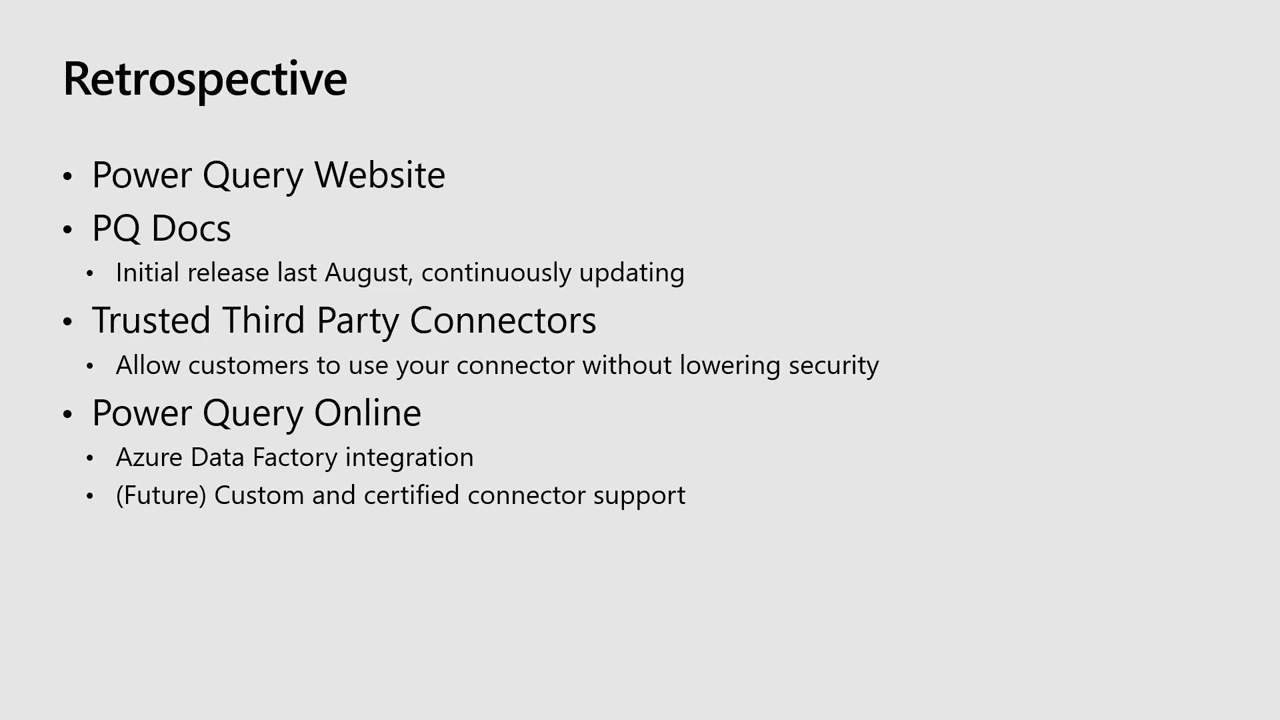 Retrospective
• Power Query Website
• PQ Docs
• Initial release last August, continuously updating
• Trusted Third Party Connectors
• Allow customers to use your connector without lowering security
• Power Query Online
• Azure Data Factory integration
• (Future) Custom and certified connector support